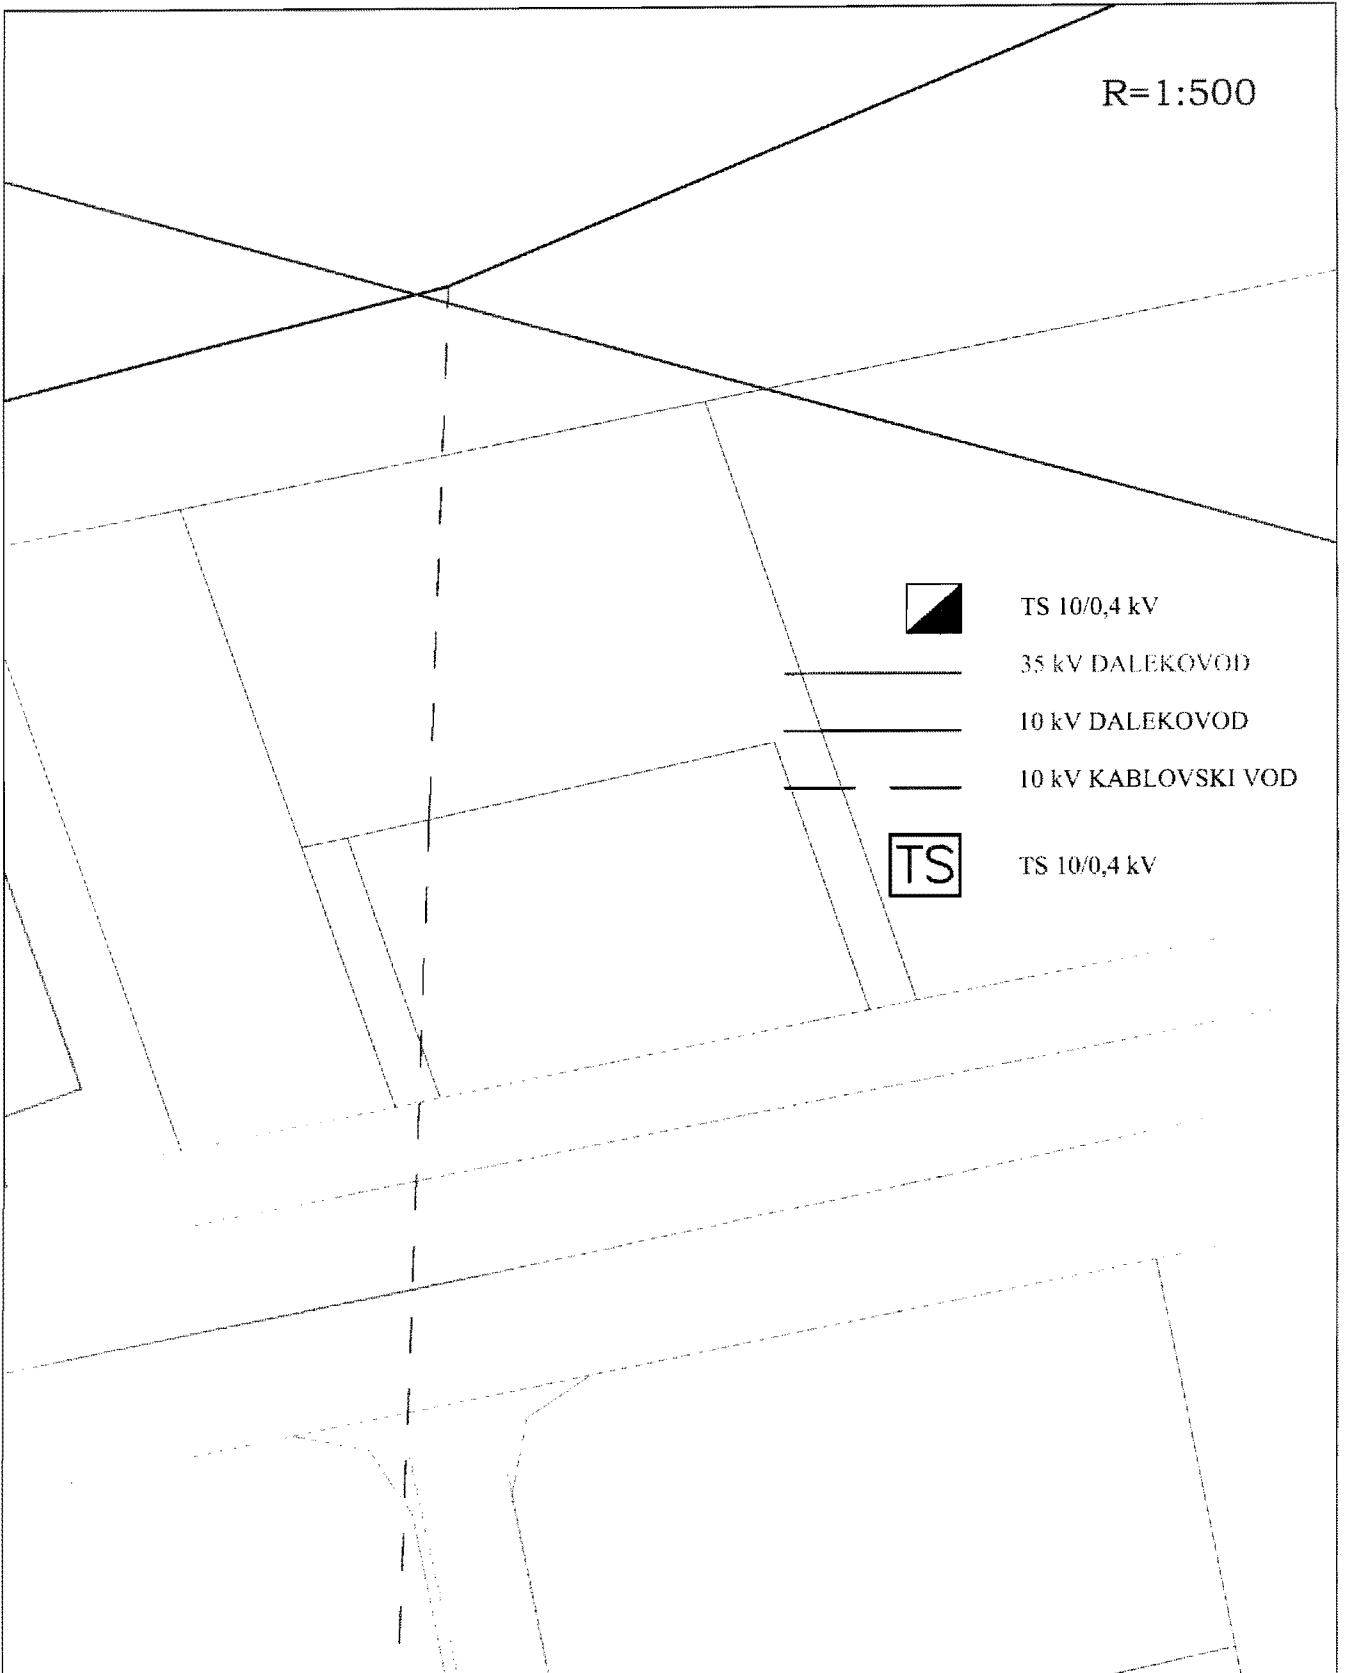 R=1:500
TS 10/0,4 kV
35 kV DALEKOVOD
10 kV DALEKOVOD
10 kV KABLOVSKI VOD
TS TS 10/0,4 kV